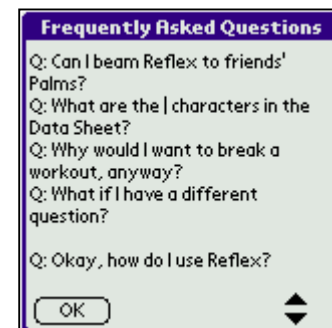 Frequently Asked Questions
Q: Can I beam Reflex to friends'
Palms?
Q: What are the | characters in the
Data Sheet?
Q: Why would I want to break a
workout, anyway?
Q: What if I have a different
question?
Q: Okay, how do I use Reflex?
OK